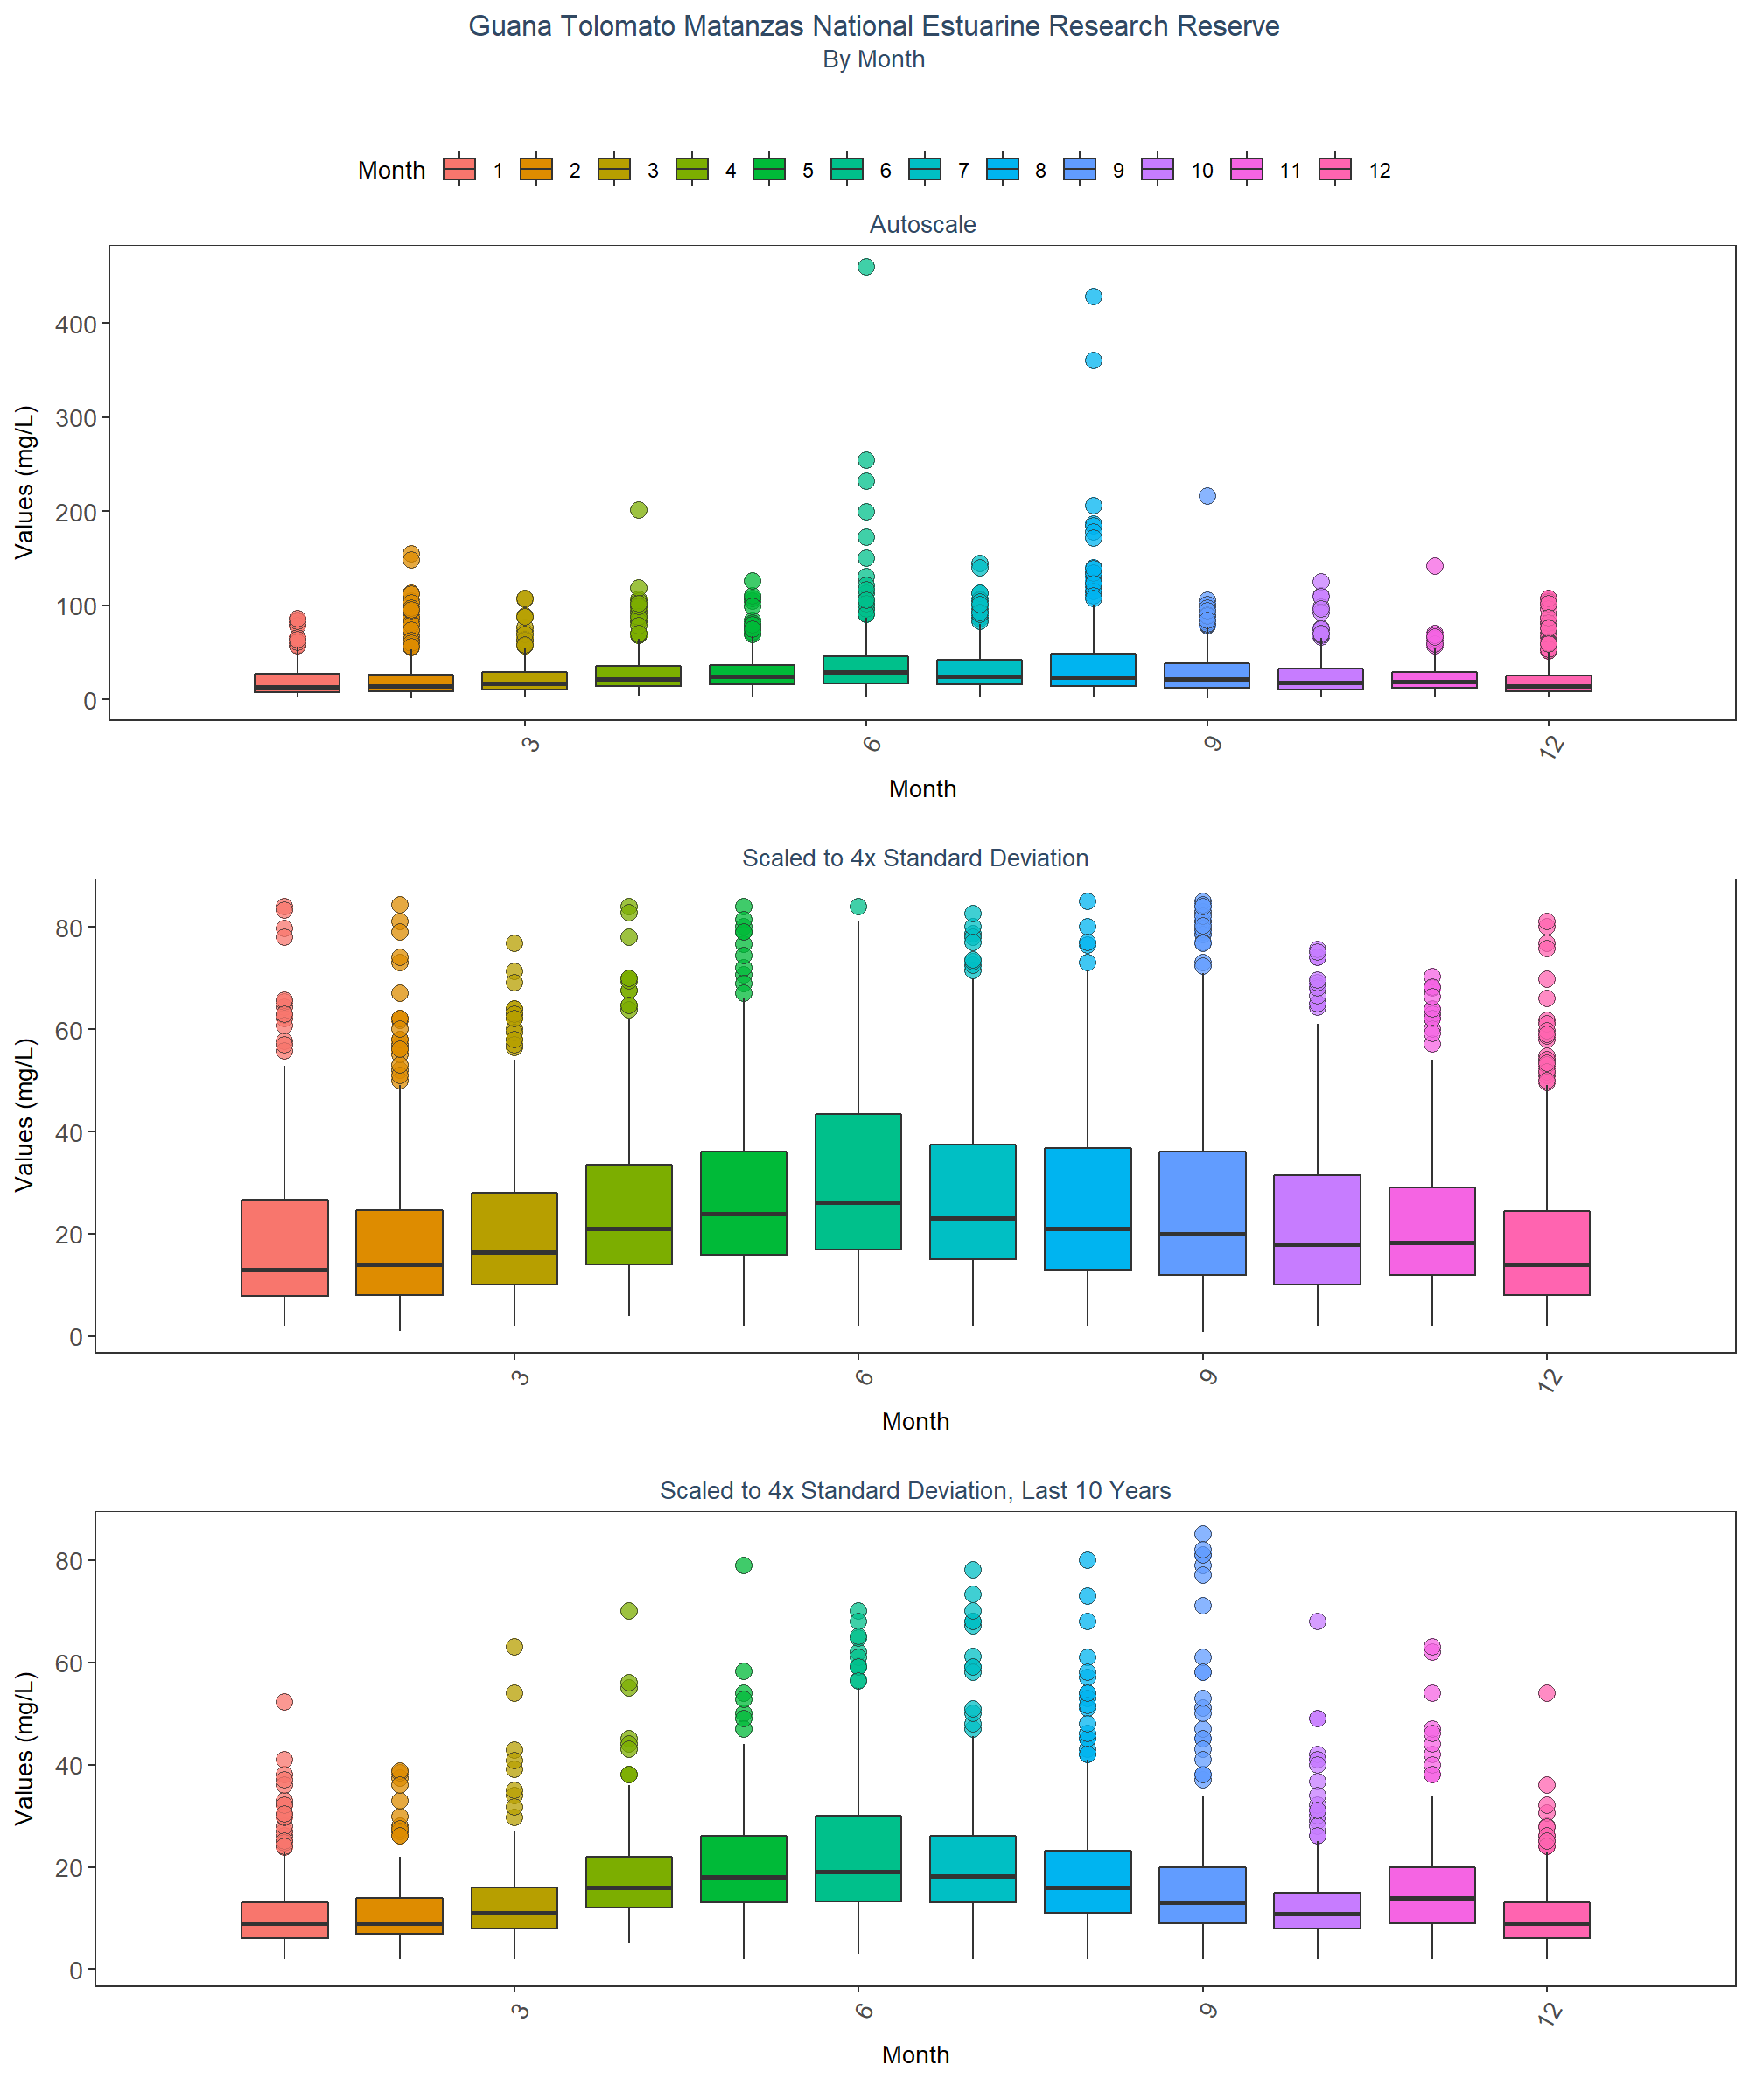 Guana Tolomato Matanzas National Estuarine Research Reserve
By Month
Month 1 2 3 4 5 6 7 8 9 10 11 12
Autoscale
Values (mg/L)
400
300
200
100
0
3 6 9 12
Month
Scaled to 4x Standard Deviation
Values (mg/L)
80
60
40
20
0
3 6 9 12
Month
Scaled to 4x Standard Deviation, Last 10 Years
Values (mg/L)
80
60
40
20
0
3 6 9 12
Month